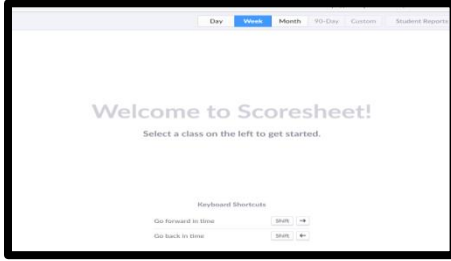 Day Week Month 90-Day Custom Student Reports
Welcome to Scoresheet!
Select a class on the left to get started.
Keyboard Shortcuts
Go forward in time Shift →
Go back in time Shift ←